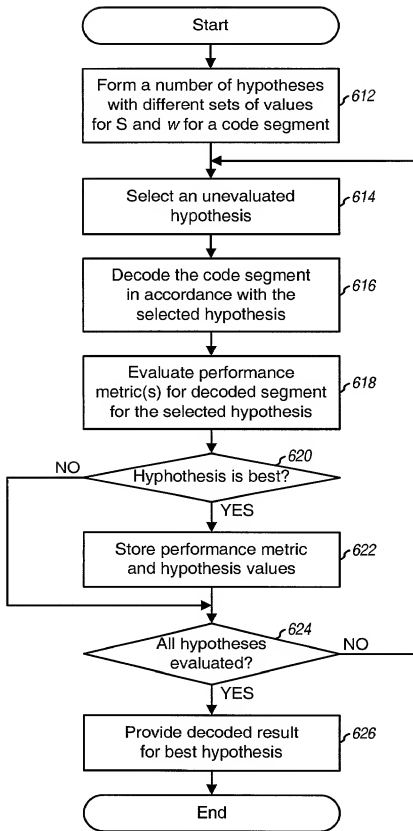 Start
Form a number of hypotheses
with different sets of values
for S and w for a code segment
612
Select an unevaluated
hypothesis
614
Decode the code segment
in accordance with the
selected hypothesis
616
Evaluate performance
metric(s) for decoded segment
for the selected hypothesis
618
620
NO
Hyphothesis is best?
YES
Store performance metric
and hypothesis values
622
624
All hypotheses
evaluated?
NO
YES
Provide decoded result
for best hypothesis
626
End